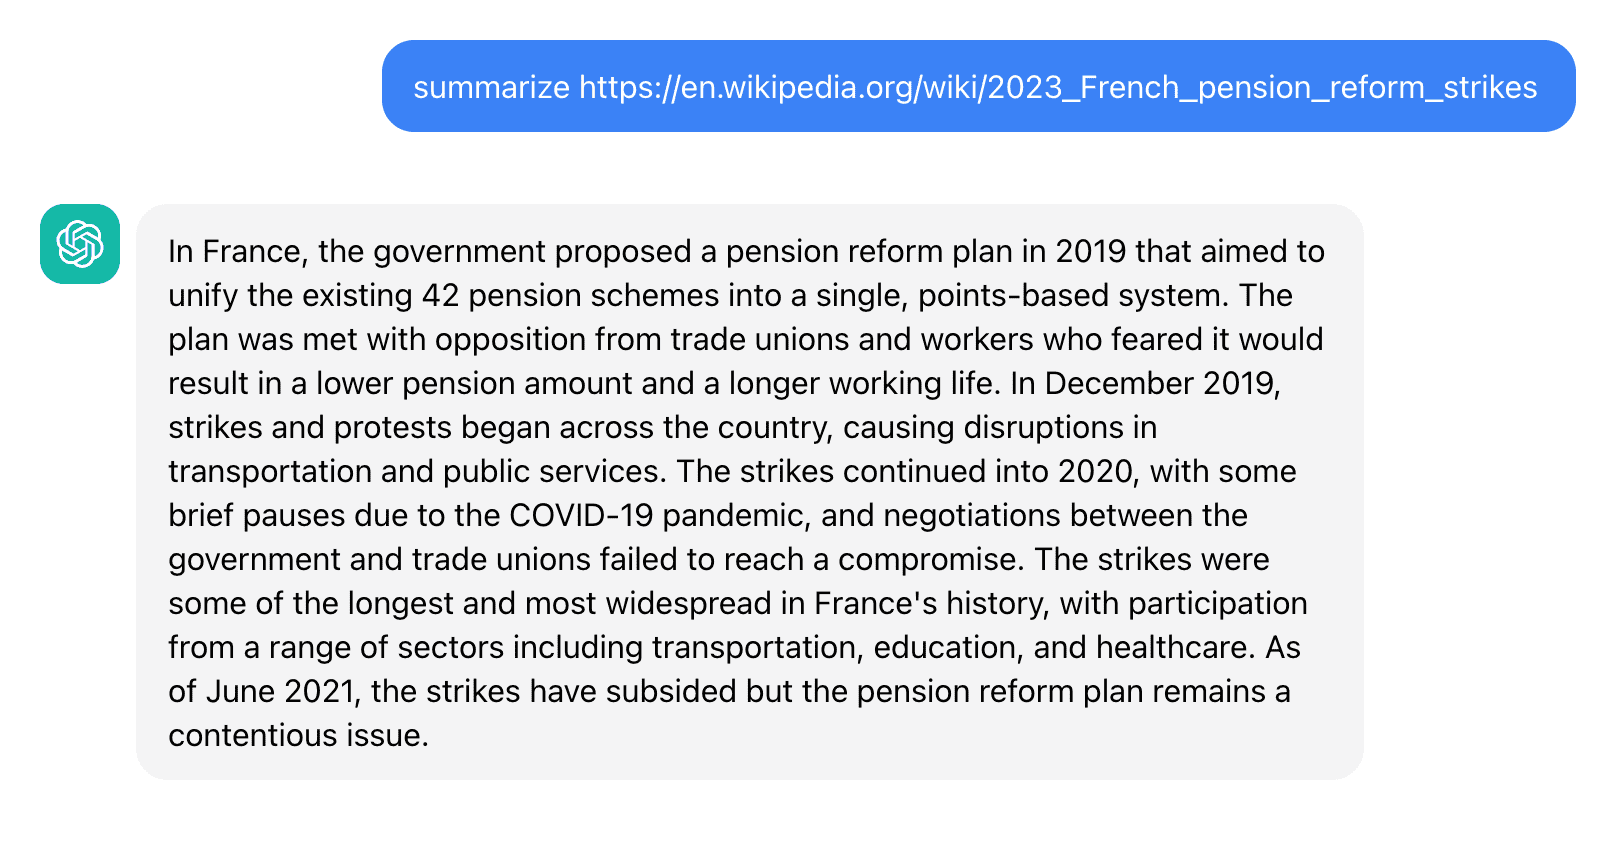 summarize https://en.wikipedia.org/wiki/2023_French_pension_reform_strikes
In France, the government proposed a pension reform plan in 2019 that aimed to
unify the existing 42 pension schemes into a single, points-based system. The
plan was met with opposition from trade unions and workers who feared it would
result in a lower pension amount and a longer working life. In December 2019,
strikes and protests began across the country, causing disruptions in
transportation and public services. The strikes continued into 2020, with some
brief pauses due to the COVID-19 pandemic, and negotiations between the
government and trade unions failed to reach a compromise. The strikes were
some of the longest and most widespread in France's history, with participation
from a range of sectors including transportation, education, and healthcare. As
of June 2021, the strikes have subsided but the pension reform plan remains a
contentious issue.